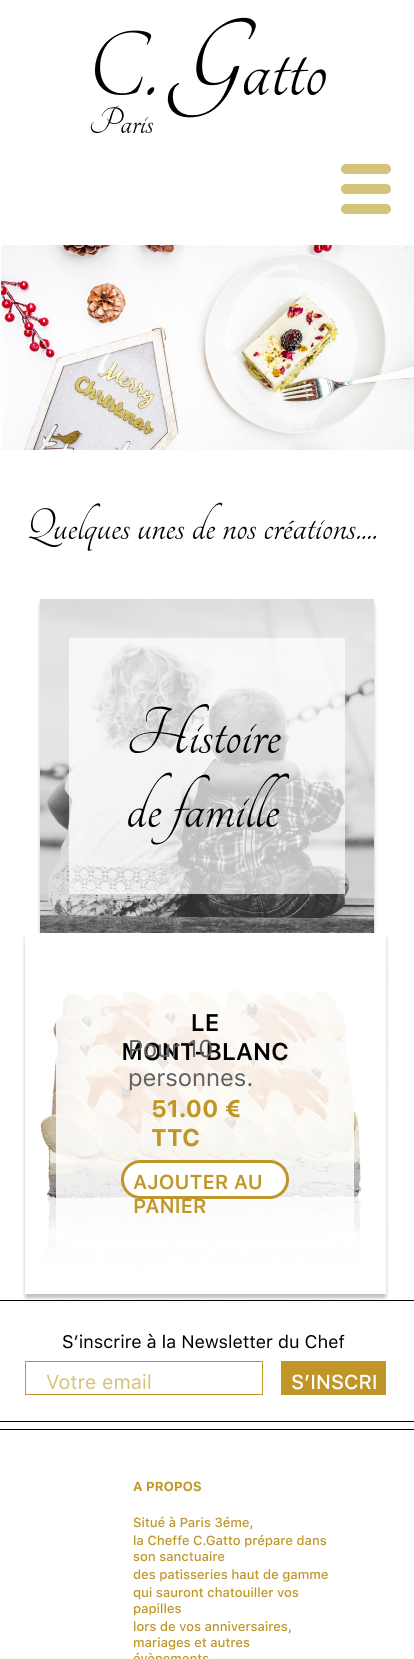 C. Gatto
Paris
Merry
Christmas
Quelques unes de nos créations....
Histoire
de famille
LE
MONT-BLANC
Pour 10
personnes.
51.00 €
TTC
AJOUTER AU
PANIER
S’inscrire à la Newsletter du Chef
Votre email
S’INSCRI
A PROPOS
Situé à Paris 3éme,
la Cheffe C.Gatto prépare dans
son sanctuaire
des patisseries haut de gamme
qui sauront chatouiller vos
papilles
lors de vos anniversaires,
mariages et autres
évènements